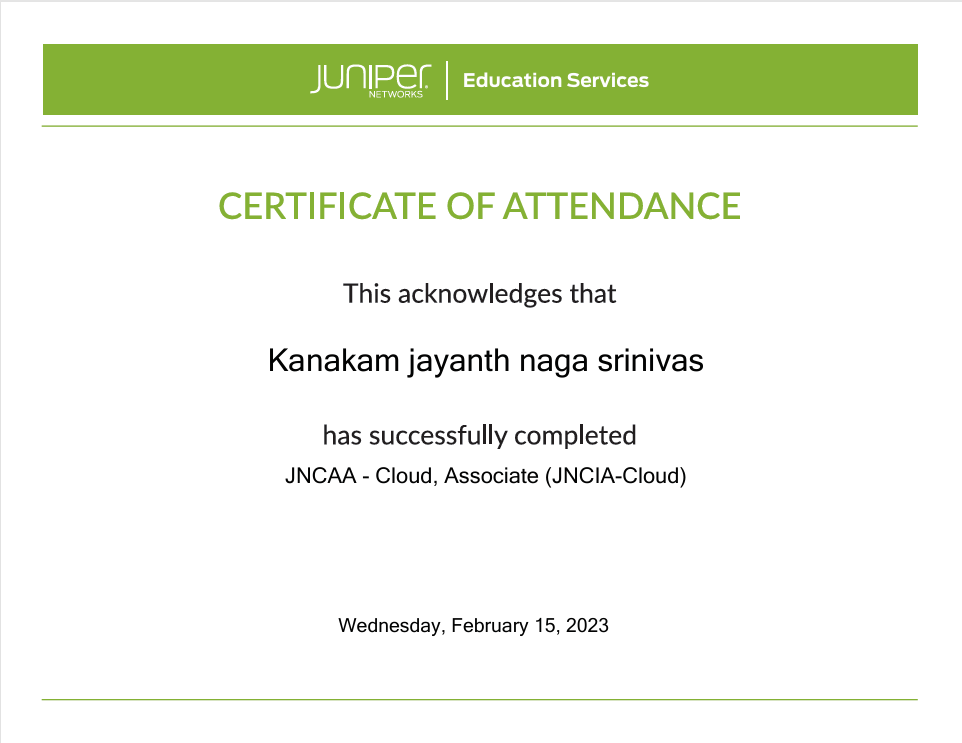 JUNIPER NETWORKS | Education Services
CERTIFICATE OF ATTENDANCE
This acknowledges that
Kanakam jayanth naga srinivas
has successfully completed
JNCAA - Cloud, Associate (JNCIA-Cloud)
Wednesday, February 15, 2023